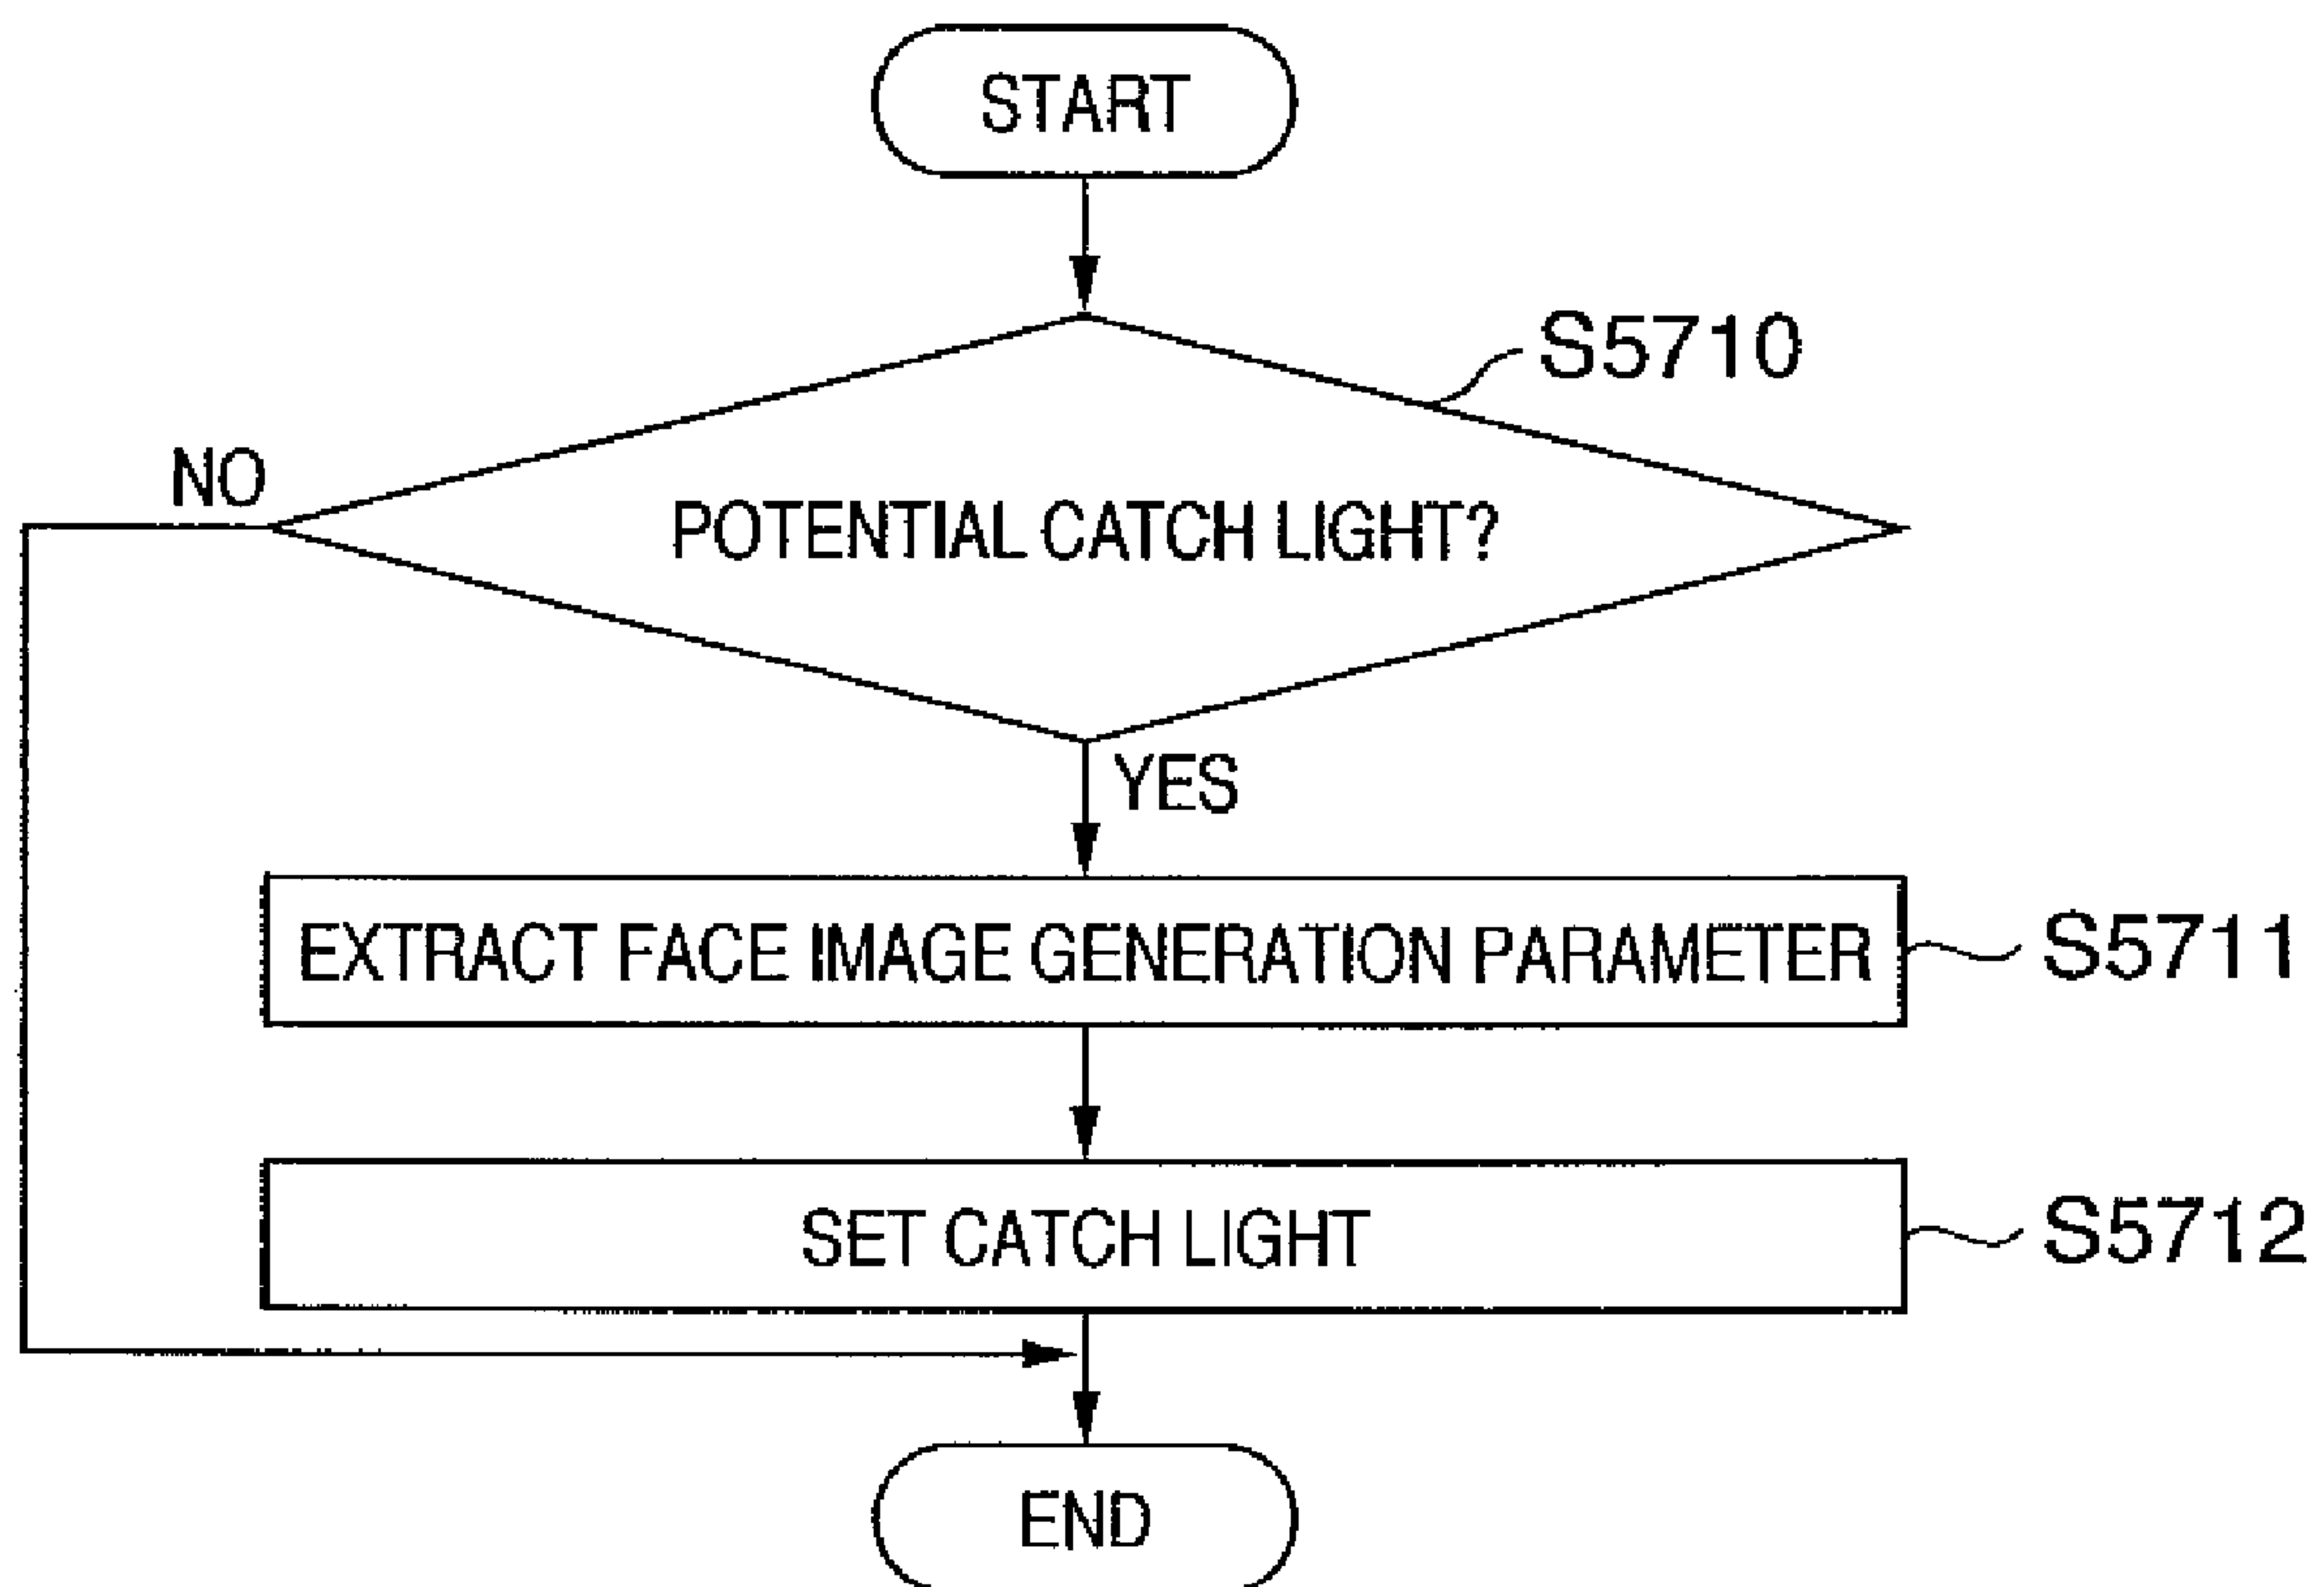 START
S5710
NO
POTENTIAL CATCH LIGHT?
YES
EXTRACT FACE IMAGE GENERATION PARAMETER
S5711
SET CATCH LIGHT
S5712
END